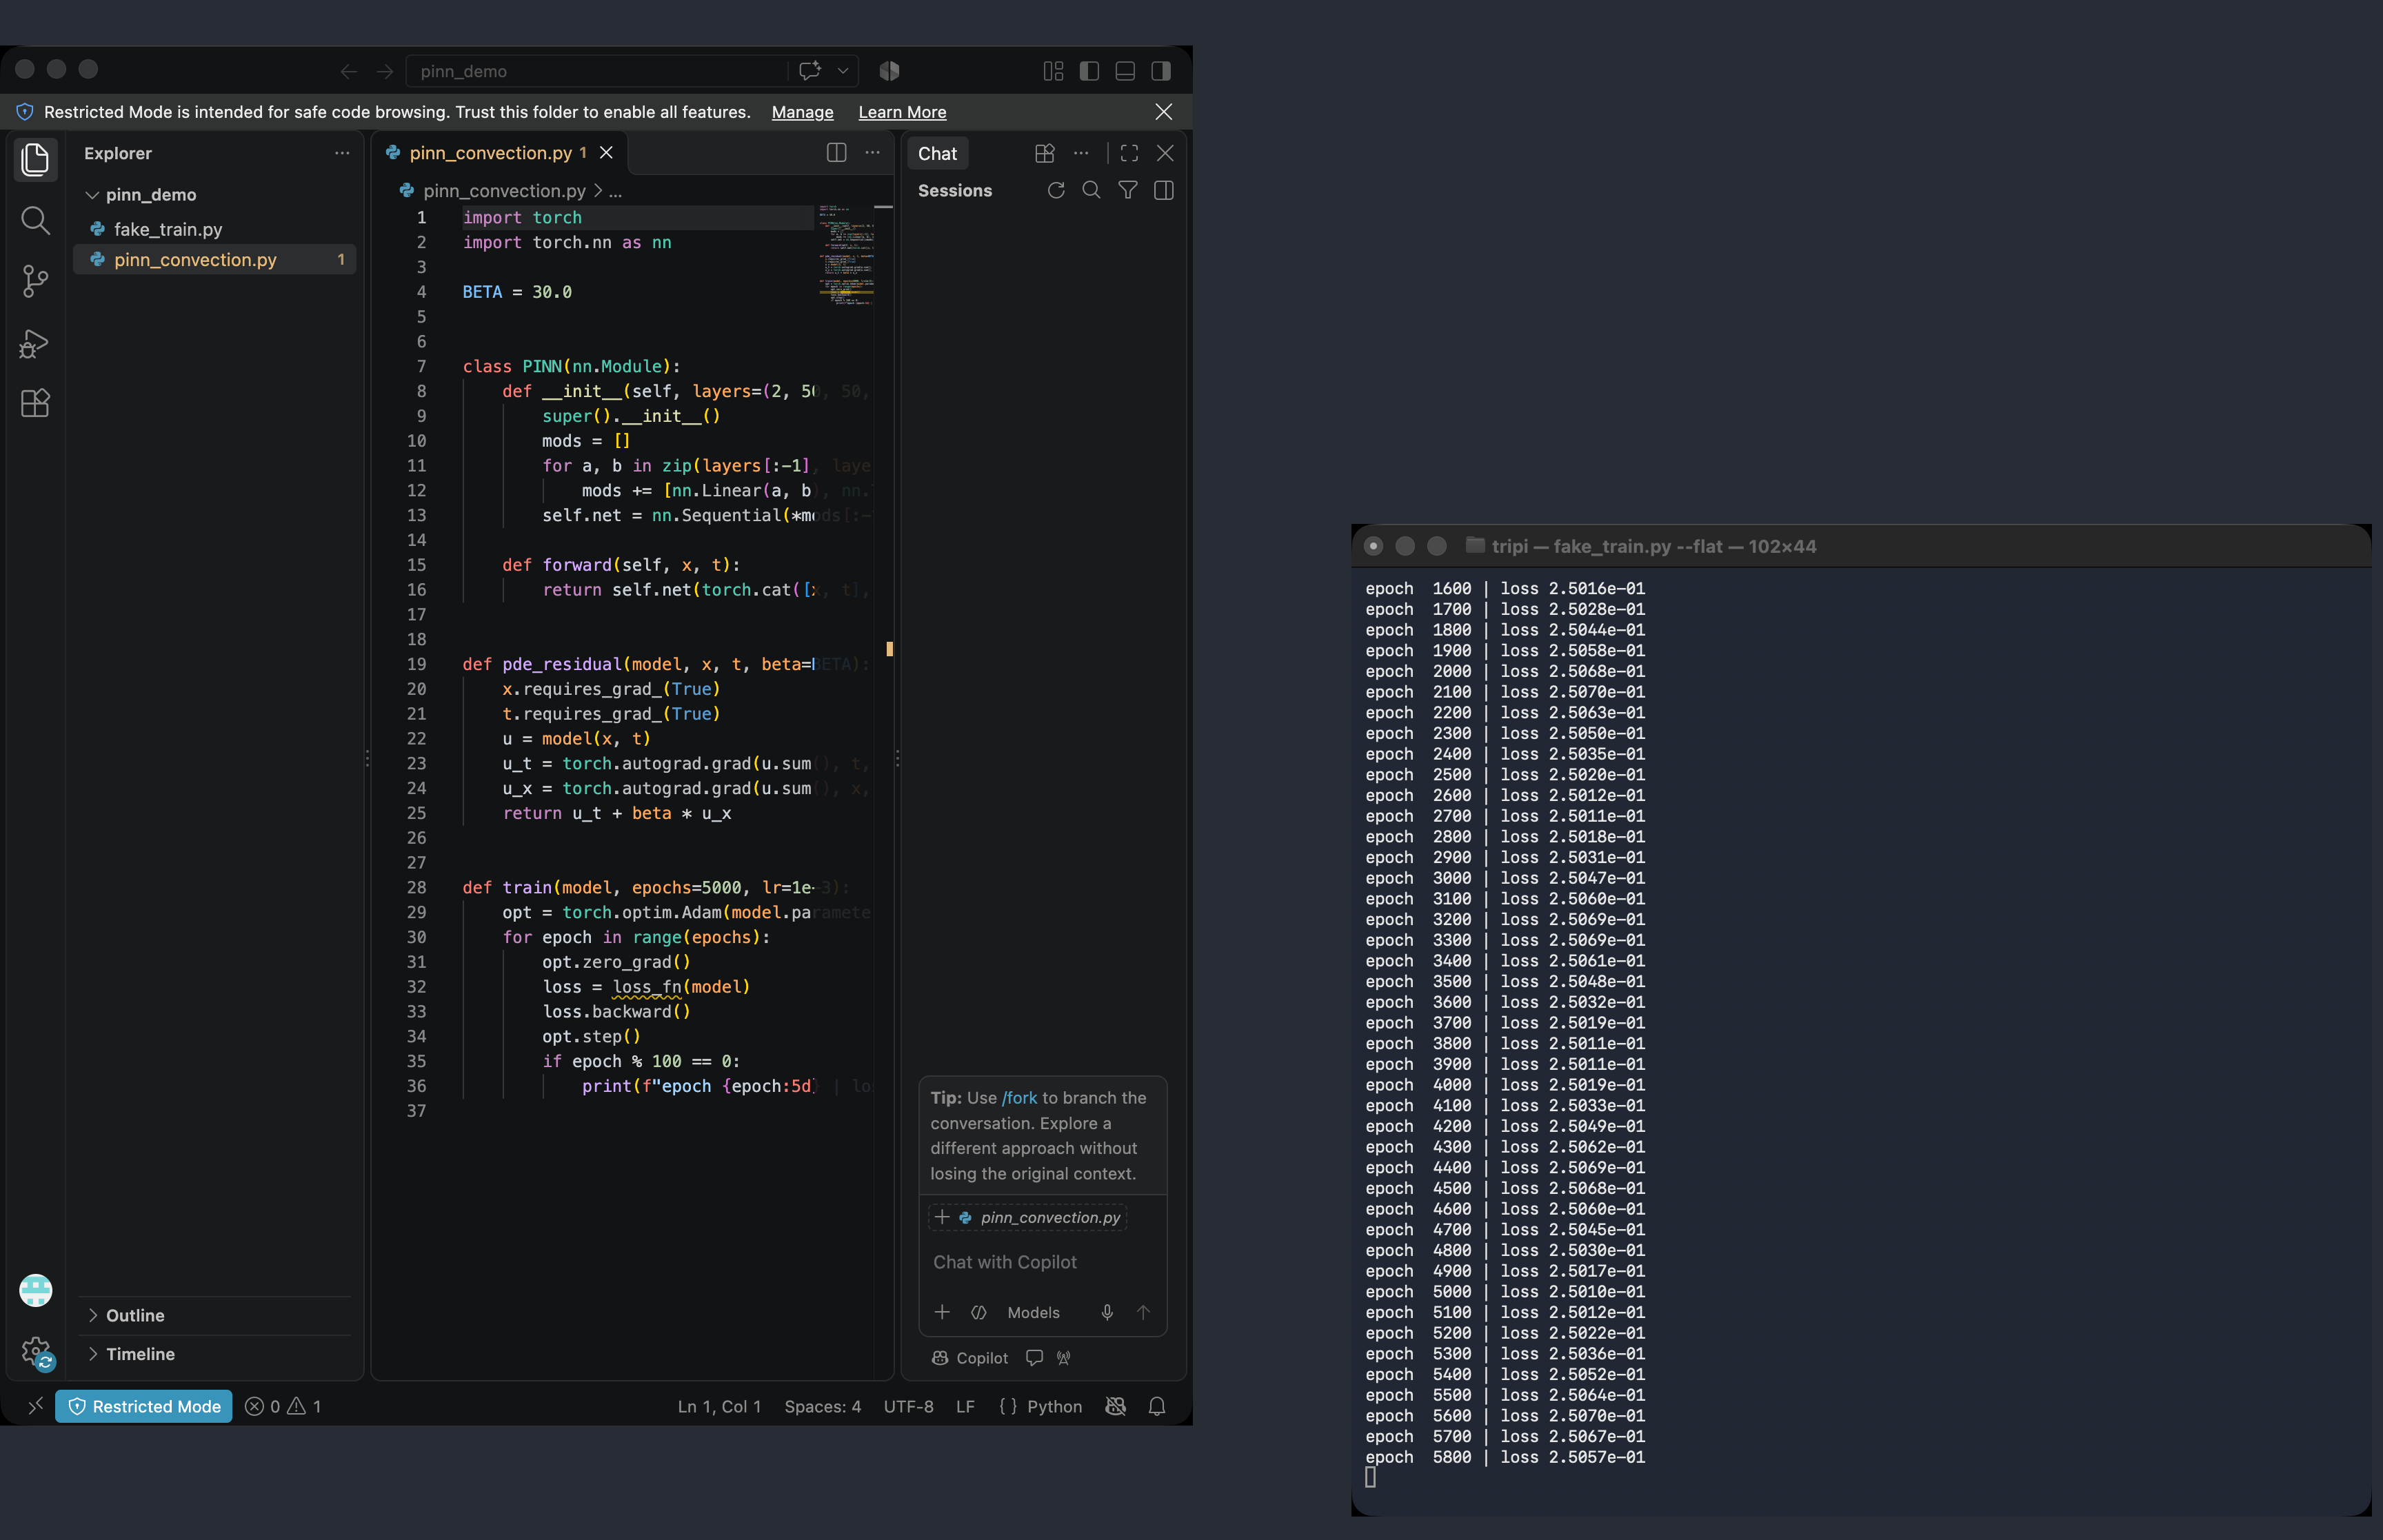 pinn_demo
Restricted Mode is intended for safe code browsing. Trust this folder to enable all features. Manage Learn More
Explorer
pinn_demo
fake_train.py
pinn_convection.py 1
Outline
Timeline
pinn_convection.py 1
pinn_convection.py > ...
1 import torch
2 import torch.nn as nn
3
4 BETA = 30.0
5
6
7 class PINN(nn.Module):
8 def __init__(self, layers=(2, 50, 50,
9 super().__init__()
10 mods = []
11 for a, b in zip(layers[:-1], laye
12 mods += [nn.Linear(a, b), nn.
13 self.net = nn.Sequential(*mods[:-
14
15 def forward(self, x, t):
16 return self.net(torch.cat([x, t],
17
18
19 def pde_residual(model, x, t, beta=BETA):
20 x.requires_grad_(True)
21 t.requires_grad_(True)
22 u = model(x, t)
23 u_t = torch.autograd.grad(u.sum(), t,
24 u_x = torch.autograd.grad(u.sum(), x,
25 return u_t + beta * u_x
26
27
28 def train(model, epochs=5000, lr=1e-3):
29 opt = torch.optim.Adam(model.paramete
30 for epoch in range(epochs):
31 opt.zero_grad()
32 loss = loss_fn(model)
33 loss.backward()
34 opt.step()
35 if epoch % 100 == 0:
36 print(f"epoch {epoch:5d} | lo
37
Chat
Sessions
Tip: Use /fork to branch the
conversation. Explore a
different approach without
losing the original context.
pinn_convection.py
Chat with Copilot
Models
Copilot
Restricted Mode 0 1 Ln 1, Col 1 Spaces: 4 UTF-8 LF { } Python
tripi — fake_train.py --flat — 102×44
epoch 1600 | loss 2.5016e-01
epoch 1700 | loss 2.5028e-01
epoch 1800 | loss 2.5044e-01
epoch 1900 | loss 2.5058e-01
epoch 2000 | loss 2.5068e-01
epoch 2100 | loss 2.5070e-01
epoch 2200 | loss 2.5063e-01
epoch 2300 | loss 2.5050e-01
epoch 2400 | loss 2.5035e-01
epoch 2500 | loss 2.5020e-01
epoch 2600 | loss 2.5012e-01
epoch 2700 | loss 2.5011e-01
epoch 2800 | loss 2.5018e-01
epoch 2900 | loss 2.5031e-01
epoch 3000 | loss 2.5047e-01
epoch 3100 | loss 2.5060e-01
epoch 3200 | loss 2.5069e-01
epoch 3300 | loss 2.5069e-01
epoch 3400 | loss 2.5061e-01
epoch 3500 | loss 2.5048e-01
epoch 3600 | loss 2.5032e-01
epoch 3700 | loss 2.5019e-01
epoch 3800 | loss 2.5011e-01
epoch 3900 | loss 2.5011e-01
epoch 4000 | loss 2.5019e-01
epoch 4100 | loss 2.5033e-01
epoch 4200 | loss 2.5049e-01
epoch 4300 | loss 2.5062e-01
epoch 4400 | loss 2.5069e-01
epoch 4500 | loss 2.5068e-01
epoch 4600 | loss 2.5060e-01
epoch 4700 | loss 2.5045e-01
epoch 4800 | loss 2.5030e-01
epoch 4900 | loss 2.5017e-01
epoch 5000 | loss 2.5010e-01
epoch 5100 | loss 2.5012e-01
epoch 5200 | loss 2.5022e-01
epoch 5300 | loss 2.5036e-01
epoch 5400 | loss 2.5052e-01
epoch 5500 | loss 2.5064e-01
epoch 5600 | loss 2.5070e-01
epoch 5700 | loss 2.5067e-01
epoch 5800 | loss 2.5057e-01